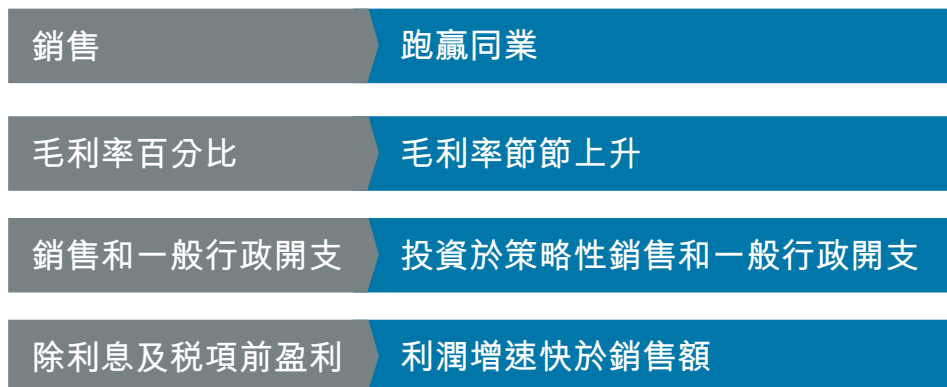 銷售
跑贏同業
毛利率百分比
毛利率節節上升
銷售和一般行政開支
投資於策略性銷售和一般行政開支
除利息及税項前盈利
利潤增速快於銷售額